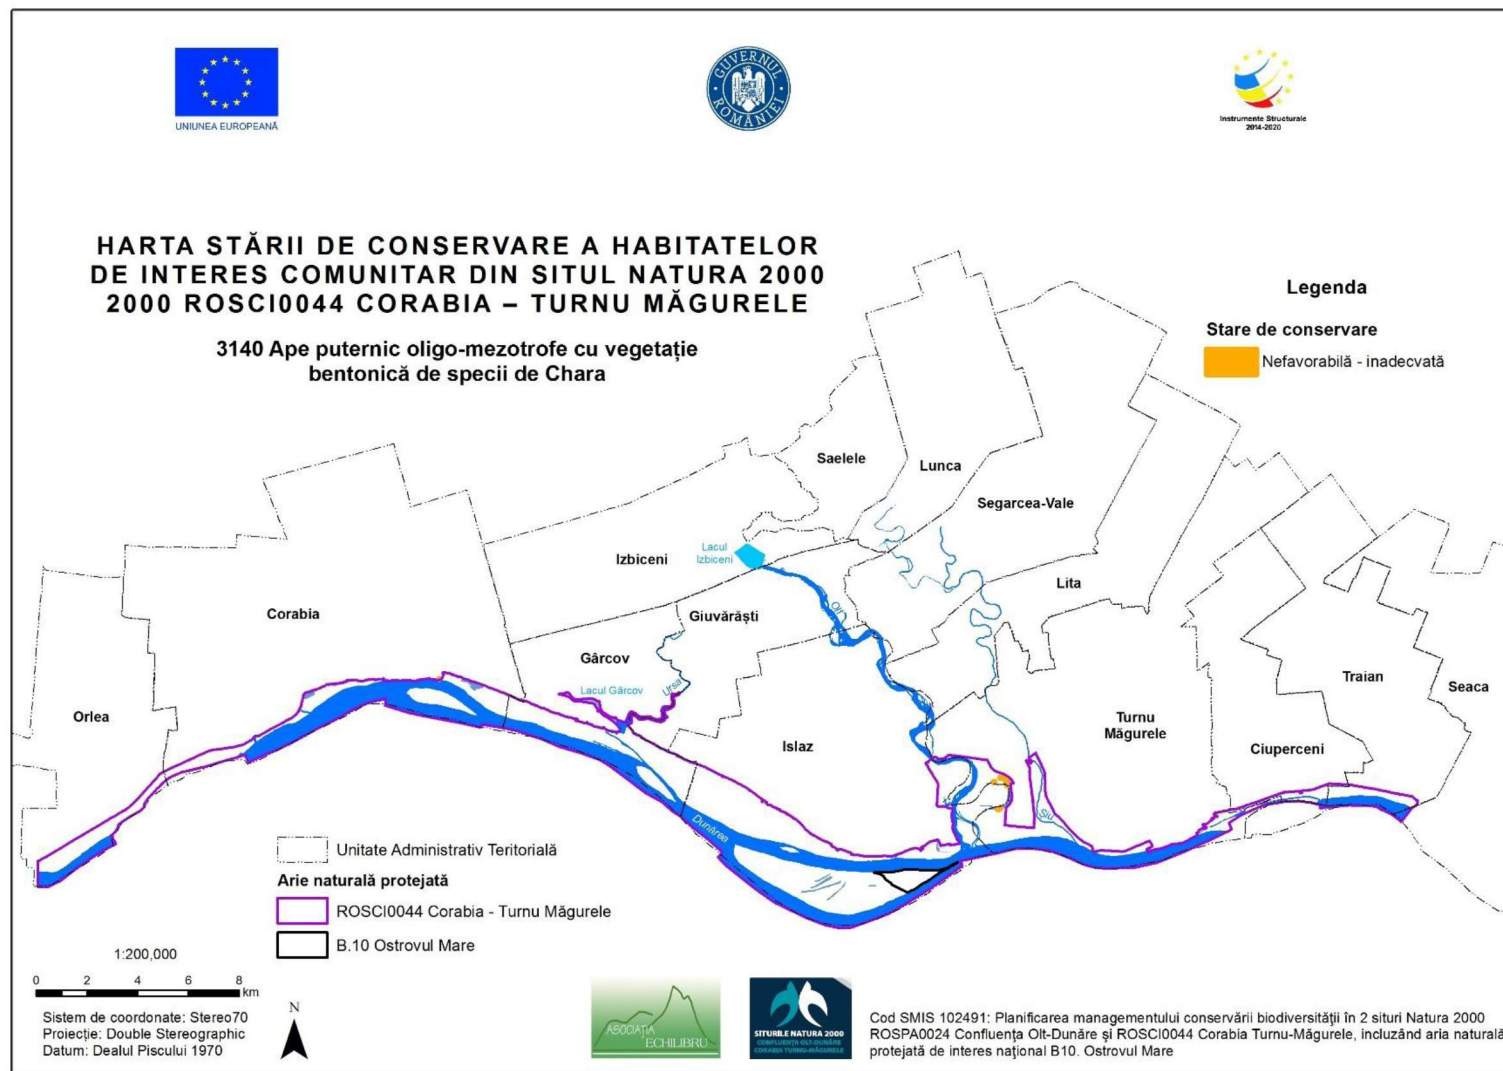 UNIUNEA EUROPEANĂ
GUVERNUL ROMÂNIEI
Instrumente Structurale
2014-2020
HARTA STĂRII DE CONSERVARE A HABITATELOR
DE INTERES COMUNITAR DIN SITUL NATURA 2000
2000 ROSCI0044 CORABIA – TURNU MĂGURELE
3140 Ape puternic oligo-mezotrofe cu vegetație
bentonică de specii de Chara
Legenda
Stare de conservare
Nefavorabilă - inadecvată
Saelele
Lunca
Segarcea-Vale
Izbiceni
Lacul
Izbiceni
Lita
Corabia
Giuvărăști
Olt
Gârcov
Lacul Gârcov
Ursa
Orlea
Islaz
Turnu
Măgurele
Traian
Seaca
Ciuperceni
Siu
Dunărea
Unitate Administrativ Teritorială
Arie naturală protejată
ROSCI0044 Corabia - Turnu Măgurele
B.10 Ostrovul Mare
1:200,000
0 2 4 6 8
km
Sistem de coordonate: Stereo70
Proiecție: Double Stereographic
Datum: Dealul Piscului 1970
N
ASOCIAȚIA
ECHILIBRU
SITURILE NATURA 2000
CONFLUENȚA OLT-DUNĂRE
CORABIA TURNU-MĂGURELE
Cod SMIS 102491: Planificarea managementului conservării biodiversității în 2 situri Natura 2000
ROSPA0024 Confluența Olt-Dunăre și ROSCI0044 Corabia Turnu-Măgurele, incluzând aria naturală
protejată de interes național B10. Ostrovul Mare